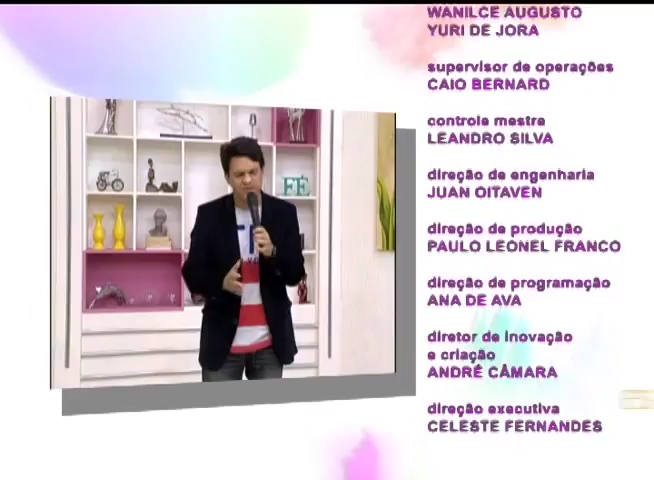 WANILCE AUGUSTO
YURI DE JORA
supervisor de operações
CAIO BERNARD
controle mestre
LEANDRO SILVA
direção de engenharia
JUAN OITAVEN
direção de produção
PAULO LEONEL FRANCO
direção de programação
ANA DE AVA
diretor de inovação
e criação
ANDRÉ CÂMARA
direção executiva
CELESTE FERNANDES
FÉ